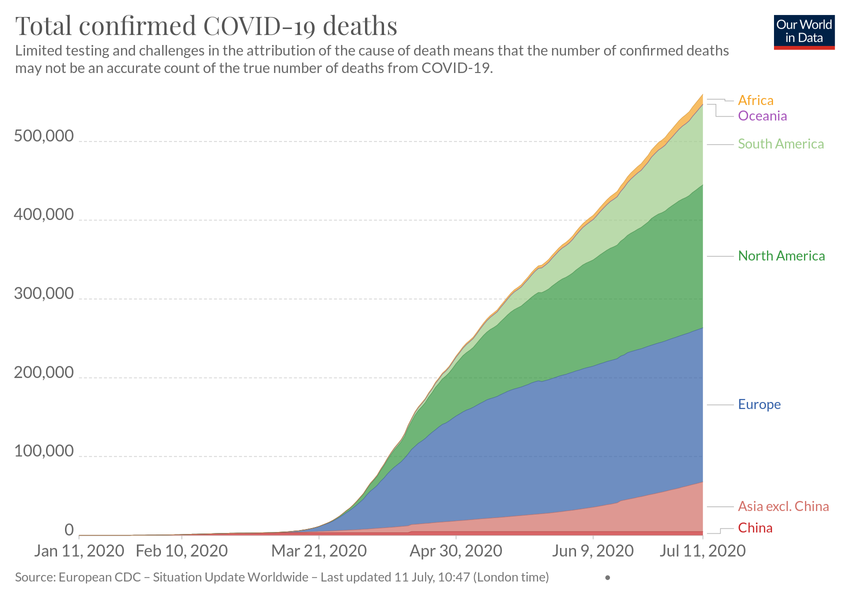 Total confirmed COVID-19 deaths
Our World
in Data
Limited testing and challenges in the attribution of the cause of death means that the number of confirmed deaths
may not be an accurate count of the true number of deaths from COVID-19.
Africa
Oceania
500,000
South America
400,000
North America
300,000
200,000
Europe
100,000
Asia excl. China
China
0
Jan 11, 2020 Feb 10, 2020 Mar 21, 2020 Apr 30, 2020 Jun 9, 2020 Jul 11, 2020
Source: European CDC – Situation Update Worldwide – Last updated 11 July, 10:47 (London time) •